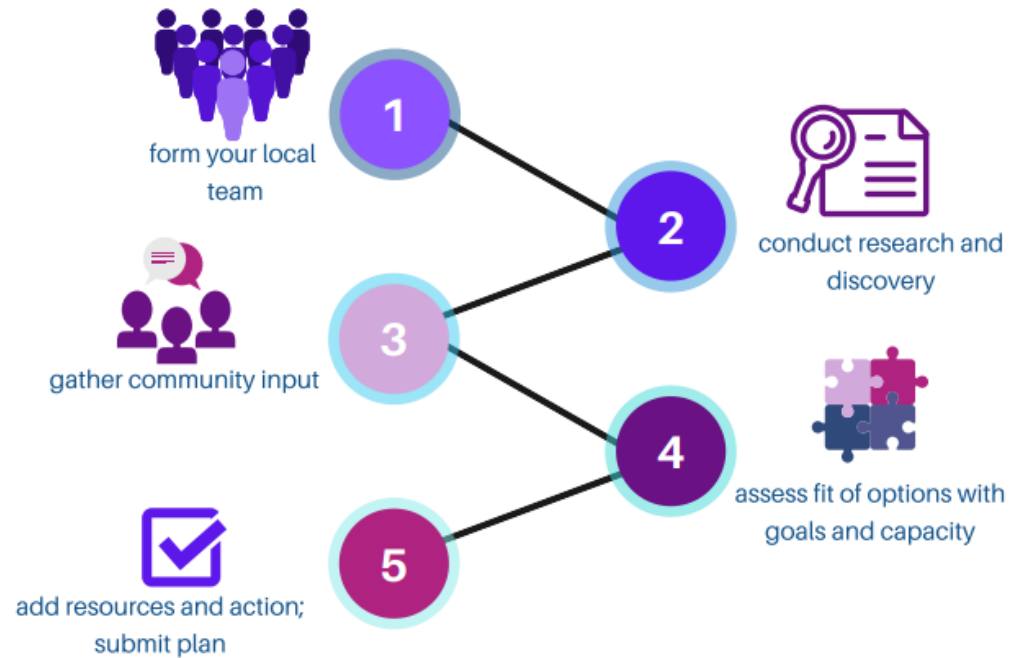 1
form your local
team
2
conduct research and
discovery
3
gather community input
4
assess fit of options with
goals and capacity
5
add resources and action;
submit plan